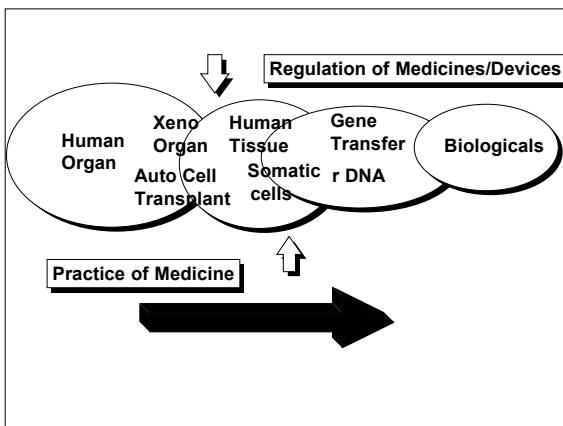 Regulation of Medicines/Devices
Human
Organ
Xeno
Organ
Auto Cell
Transplant
Human
Tissue
Somatic
cells
Gene
Transfer
r DNA
Biologicals
Practice of Medicine